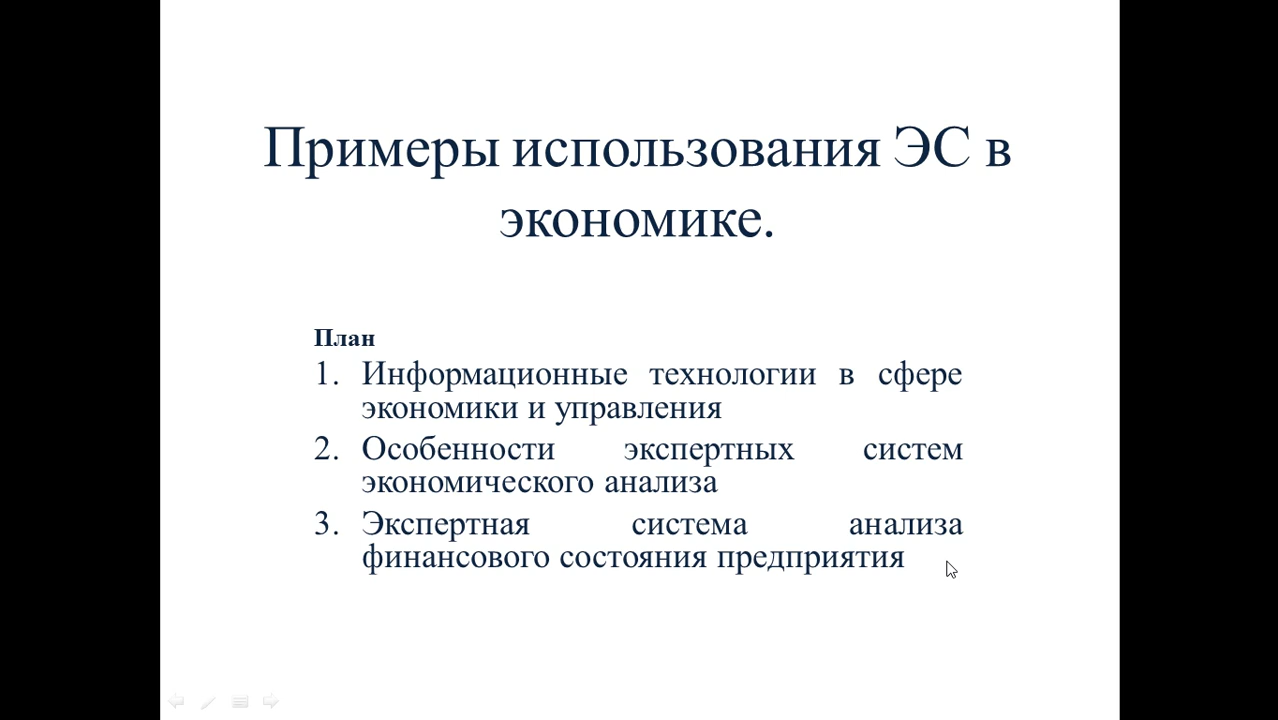 Примеры использования ЭС в
экономике.
План
1. Информационные технологии в сфере
экономики и управления
2. Особенности экспертных систем
экономического анализа
3. Экспертная система анализа
финансового состояния предприятия